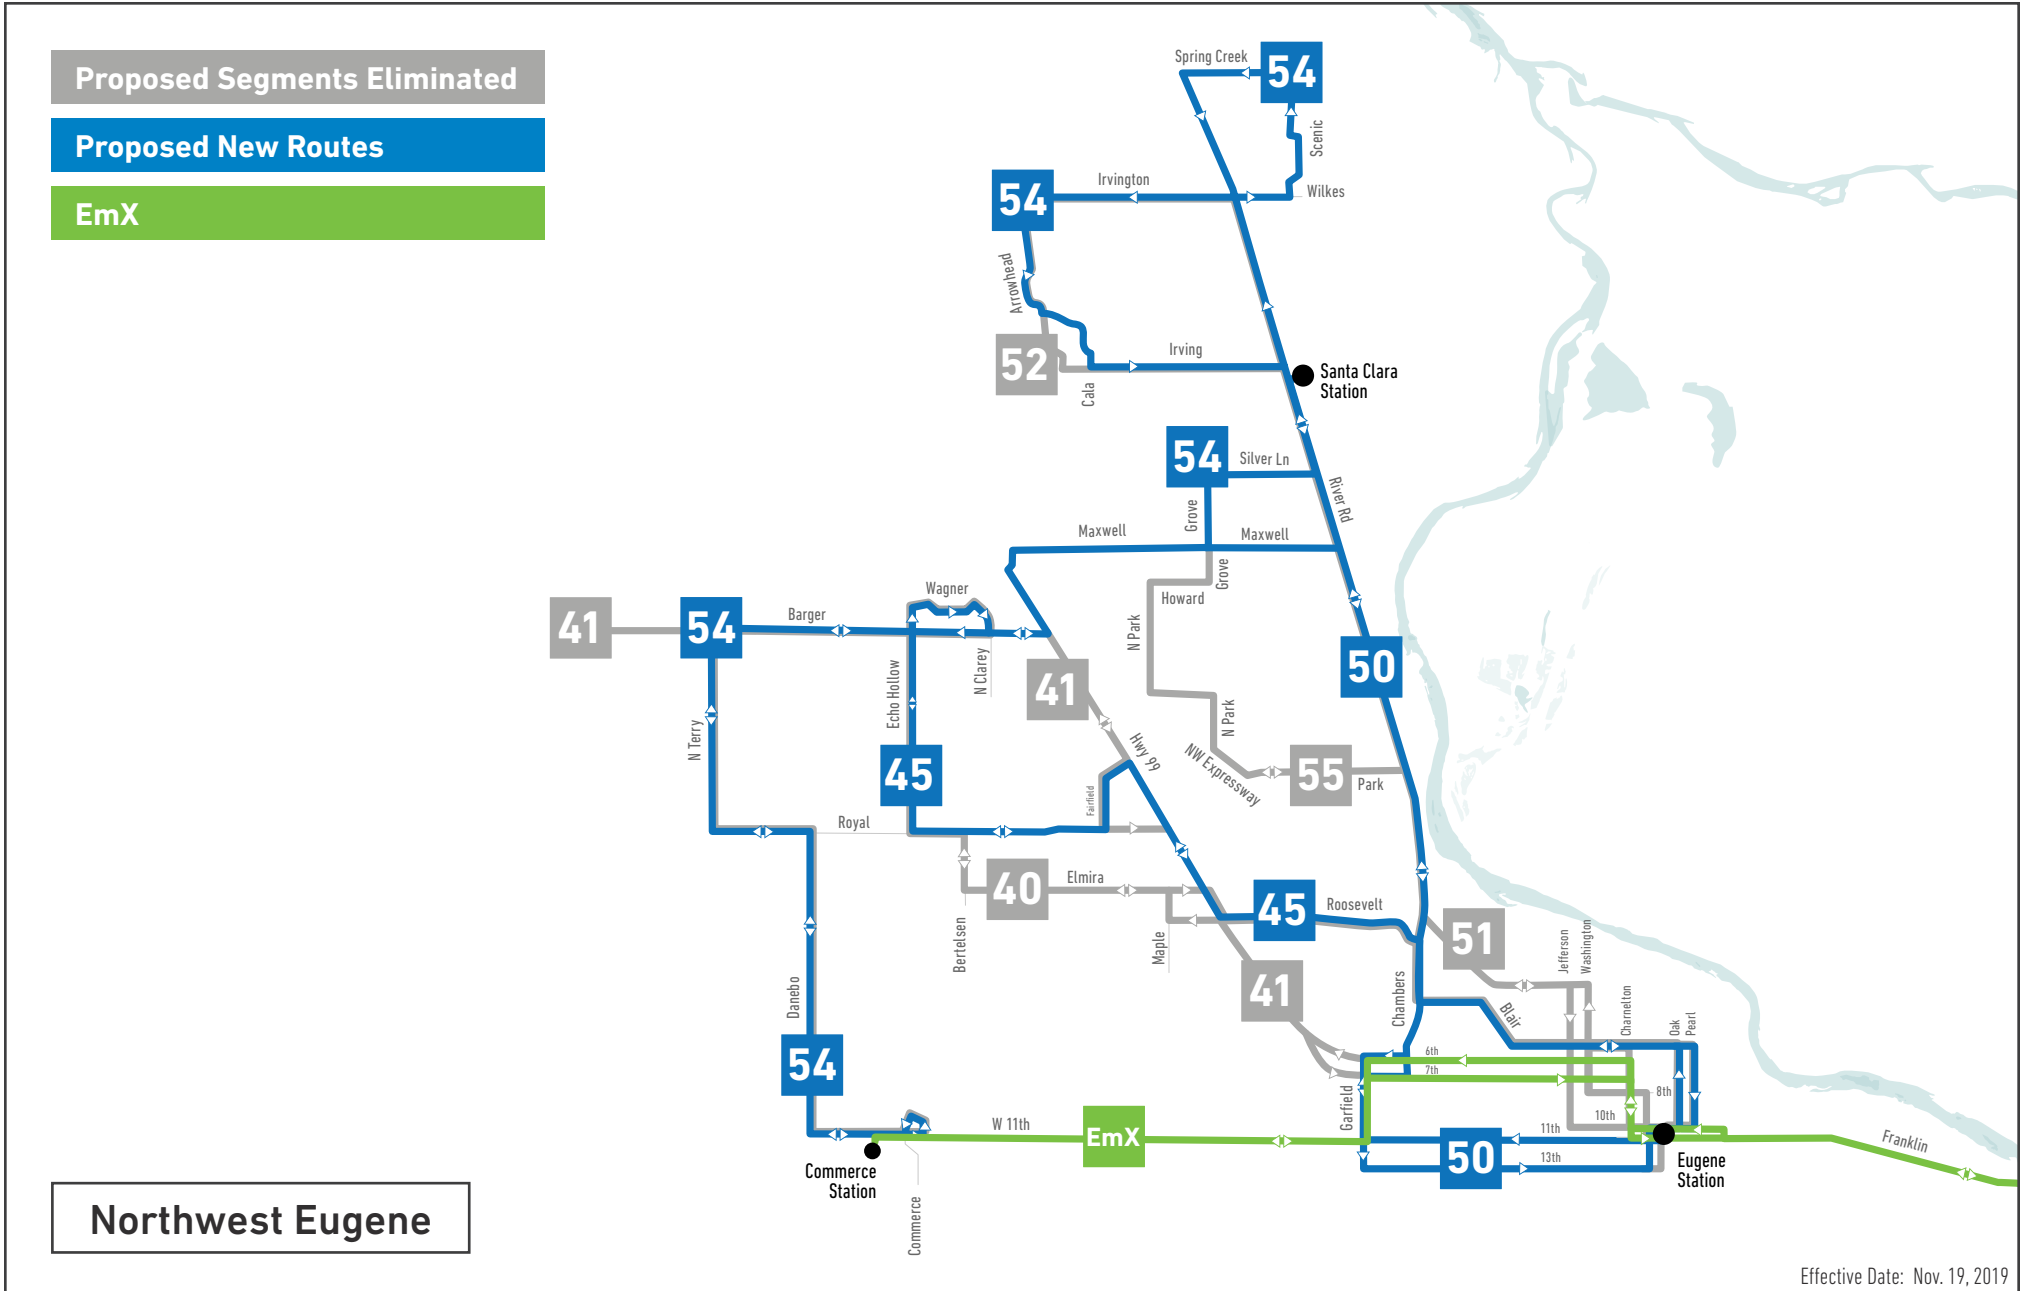 Proposed Segments Eliminated
Proposed New Routes
EmX
Spring Creek
54
Scenic
54
Irvington
Wilkes
Arrowhead
52
Irving
Cala
Santa Clara
Station
54
Silver Ln
Grove
River Rd
Maxwell
Maxwell
Grove
Howard
Wagner
41
54
Barger
N Clarey
Echo Hollow
N Park
41
50
N Terry
N Park
Hwy 99
NW Expressway
45
55
Park
Fairfield
Royal
40
Elmira
Bertelsen
Maple
45
Roosevelt
51
Jefferson
Washington
41
Chambers
Danebo
Blair
Charnelton
Oak
Pearl
54
6th
7th
8th
Garfield
10th
W 11th
EmX
11th
50
13th
Franklin
Commerce
Station
Eugene
Station
Commerce
Northwest Eugene
Effective Date: Nov. 19, 2019